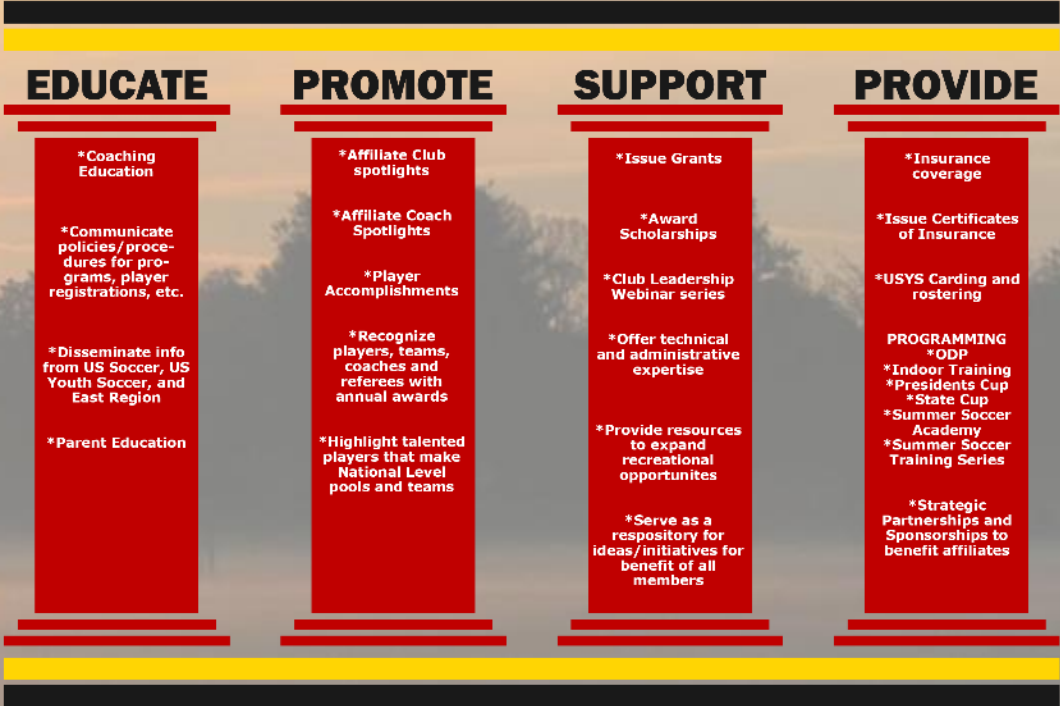 EDUCATE
*Coaching
Education
*Communicate
policies/proce-
dures for pro-
grams, player
registrations, etc.
*Disseminate info
from US Soccer, US
Youth Soccer, and
East Region
*Parent Education
PROMOTE
*Affiliate Club
spotlights
*Affiliate Coach
Spotlights
*Player
Accomplishments
*Recognize
players, teams,
coaches and
referees with
annual awards
*Highlight talented
players that make
National Level
pools and teams
SUPPORT
*Issue Grants
*Award
Scholarships
*Club Leadership
Webinar series
*Offer technical
and administrative
expertise
*Provide resources
to expand
recreational
opportunites
*Serve as a
respository for
ideas/initiatives for
benefit of all
members
PROVIDE
*Insurance
coverage
*Issue Certificates
of Insurance
*USYS Carding and
rostering
PROGRAMMING
*ODP
*Indoor Training
*Presidents Cup
*State Cup
*Summer Soccer
Academy
*Summer Soccer
Training Series
*Strategic
Partnerships and
Sponsorships to
benefit affiliates